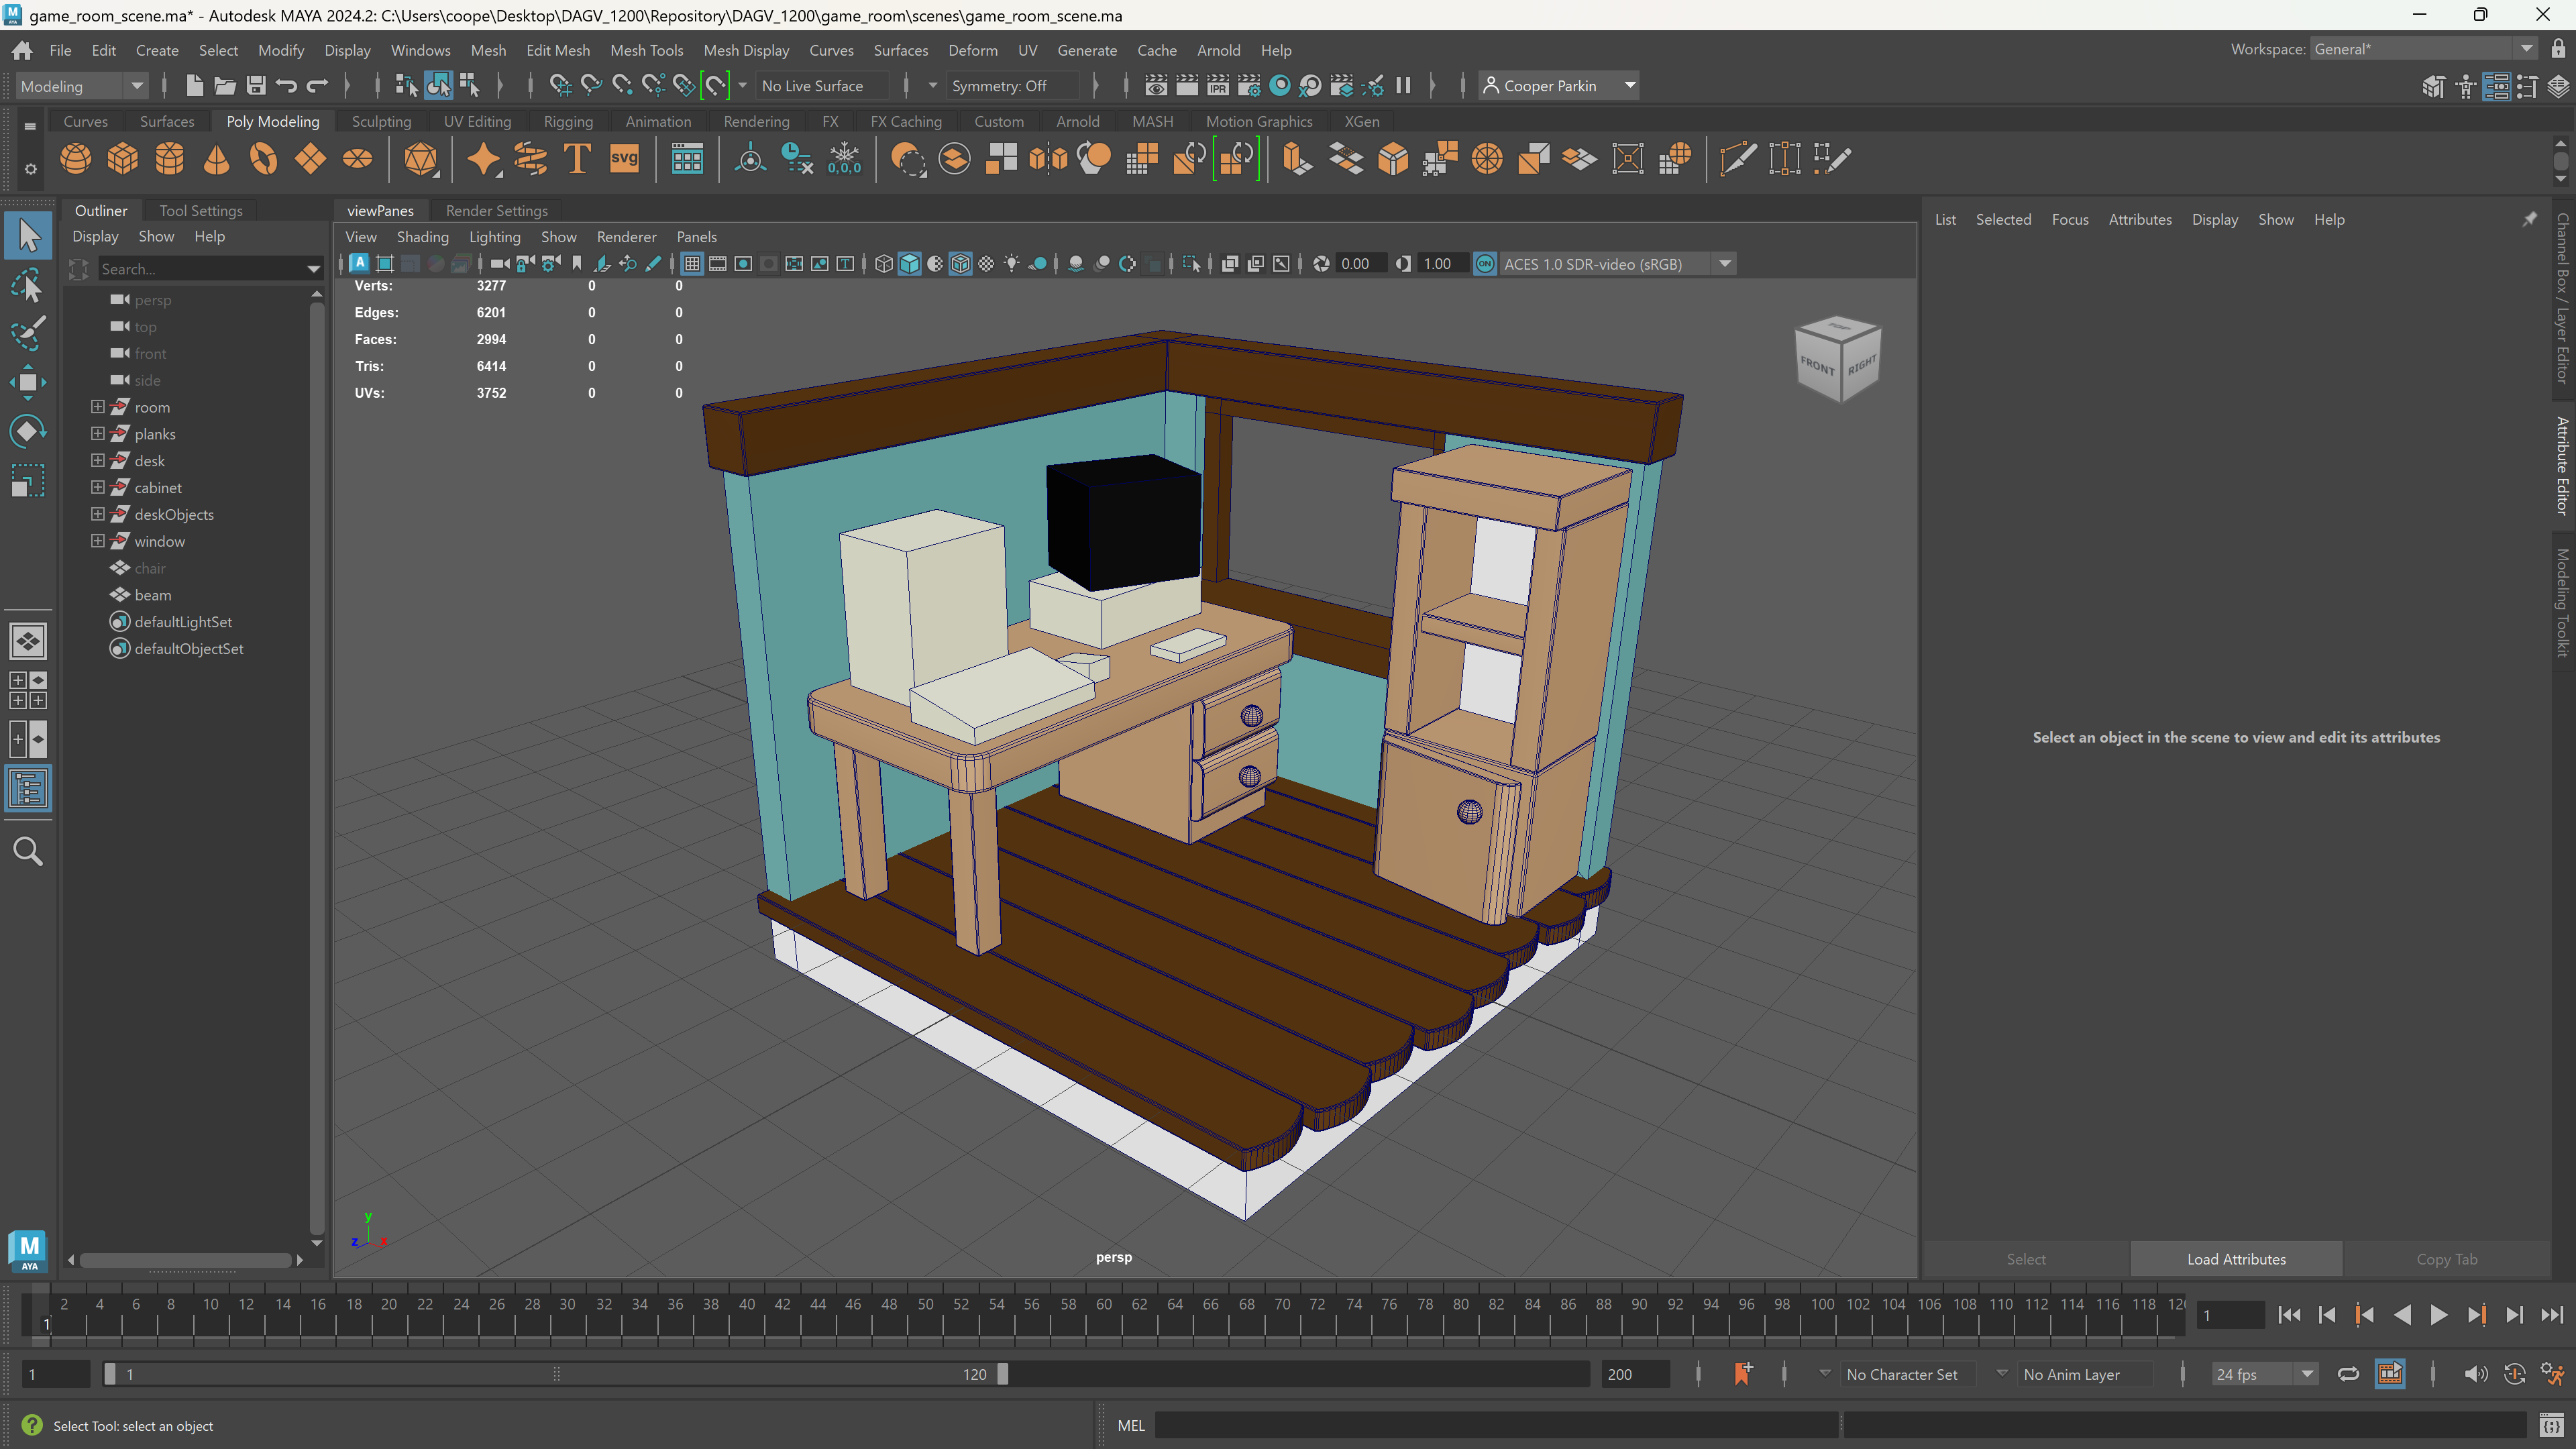 game_room_scene.ma* - Autodesk MAYA 2024.2: C:\Users\coope\Desktop\DAGV_1200\Repository\DAGV_1200\game_room\scenes\game_room_scene.ma
File Edit Create Select Modify Display Windows Mesh Edit Mesh Mesh Tools Mesh Display Curves Surfaces Deform UV Generate Cache Arnold Help Workspace: General*
Modeling No Live Surface Symmetry: Off IPR Cooper Parkin
Curves Surfaces Poly Modeling Sculpting UV Editing Rigging Animation Rendering FX FX Caching Custom Arnold MASH Motion Graphics XGen
T svg 0,0,0
Outliner Tool Settings viewPanes Render Settings
List Selected Focus Attributes Display Show Help
Display Show Help
View Shading Lighting Show Renderer Panels
Search...
0.00 1.00 ON ACES 1.0 SDR-video (sRGB)
Verts: 3277 0 0
Edges: 6201 0 0
Faces: 2994 0 0
Tris: 6414 0 0
UVs: 3752 0 0
TOP
FRONT RIGHT
persp
top
front
side
room
planks
desk
cabinet
deskObjects
window
chair
beam
defaultLightSet
defaultObjectSet
Channel Box / Layer Editor
Attribute Editor
Modeling Toolkit
Select an object in the scene to view and edit its attributes
y
z x
persp
M
AYA
Select Load Attributes Copy Tab
2 4 6 8 10 12 14 16 18 20 22 24 26 28 30 32 34 36 38 40 42 44 46 48 50 52 54 56 58 60 62 64 66 68 70 72 74 76 78 80 82 84 86 88 90 92 94 96 98 100 102 104 106 108 110 112 114 116 118 12
1 1
1 1 120 200 No Character Set No Anim Layer 24 fps
Select Tool: select an object MEL